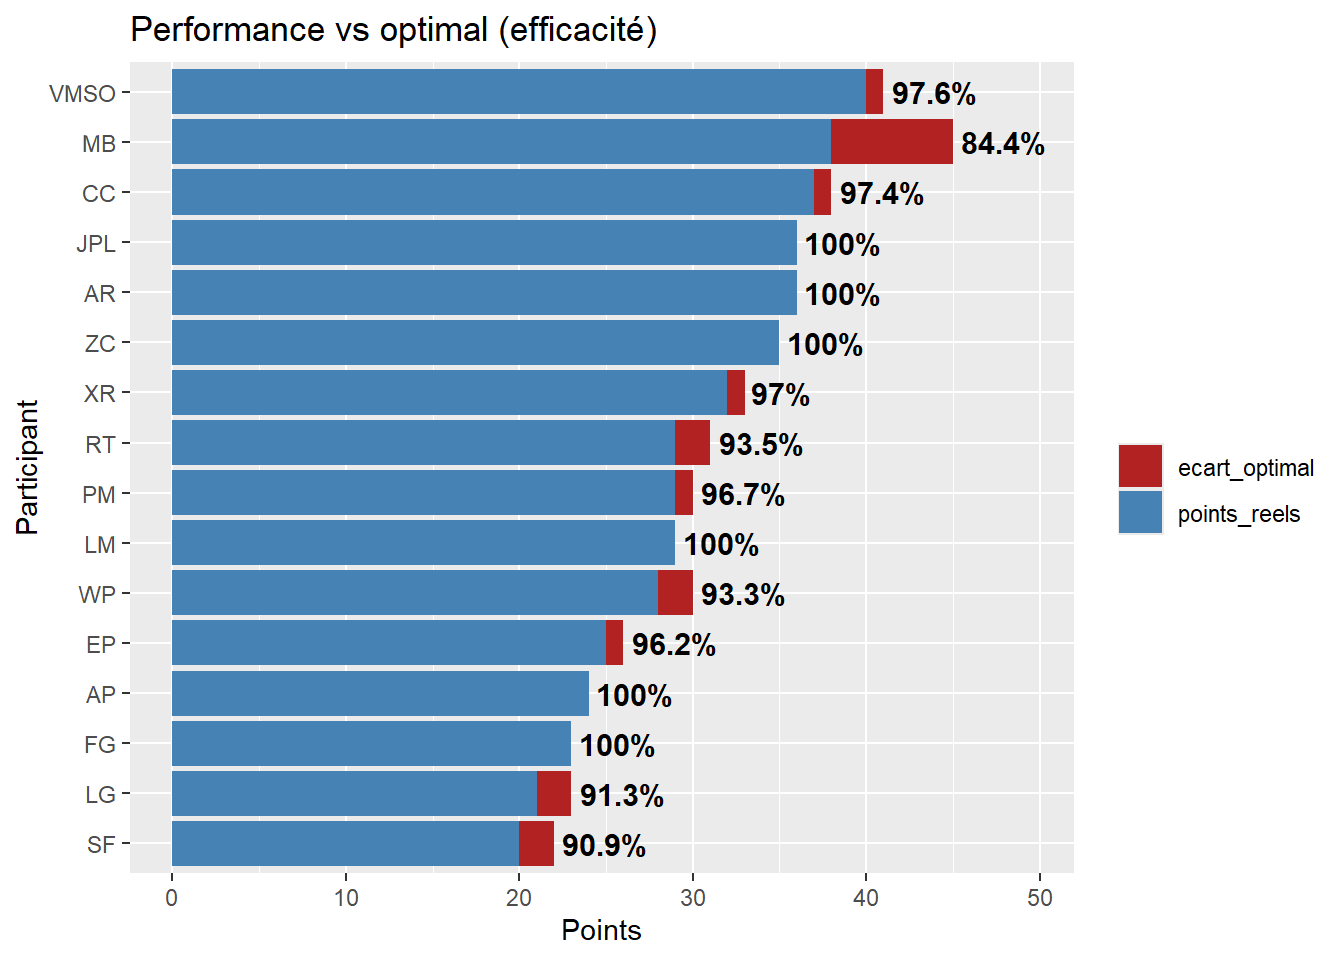 Performance vs optimal (efficacité)
VMSO 97.6%
MB 84.4%
CC 97.4%
JPL 100%
AR 100%
ZC 100%
XR 97%
RT 93.5%
PM 96.7%
LM 100%
WP 93.3%
EP 96.2%
AP 100%
FG 100%
LG 91.3%
SF 90.9%
0 10 20 30 40 50
Points
Participant
ecart_optimal
points_reels